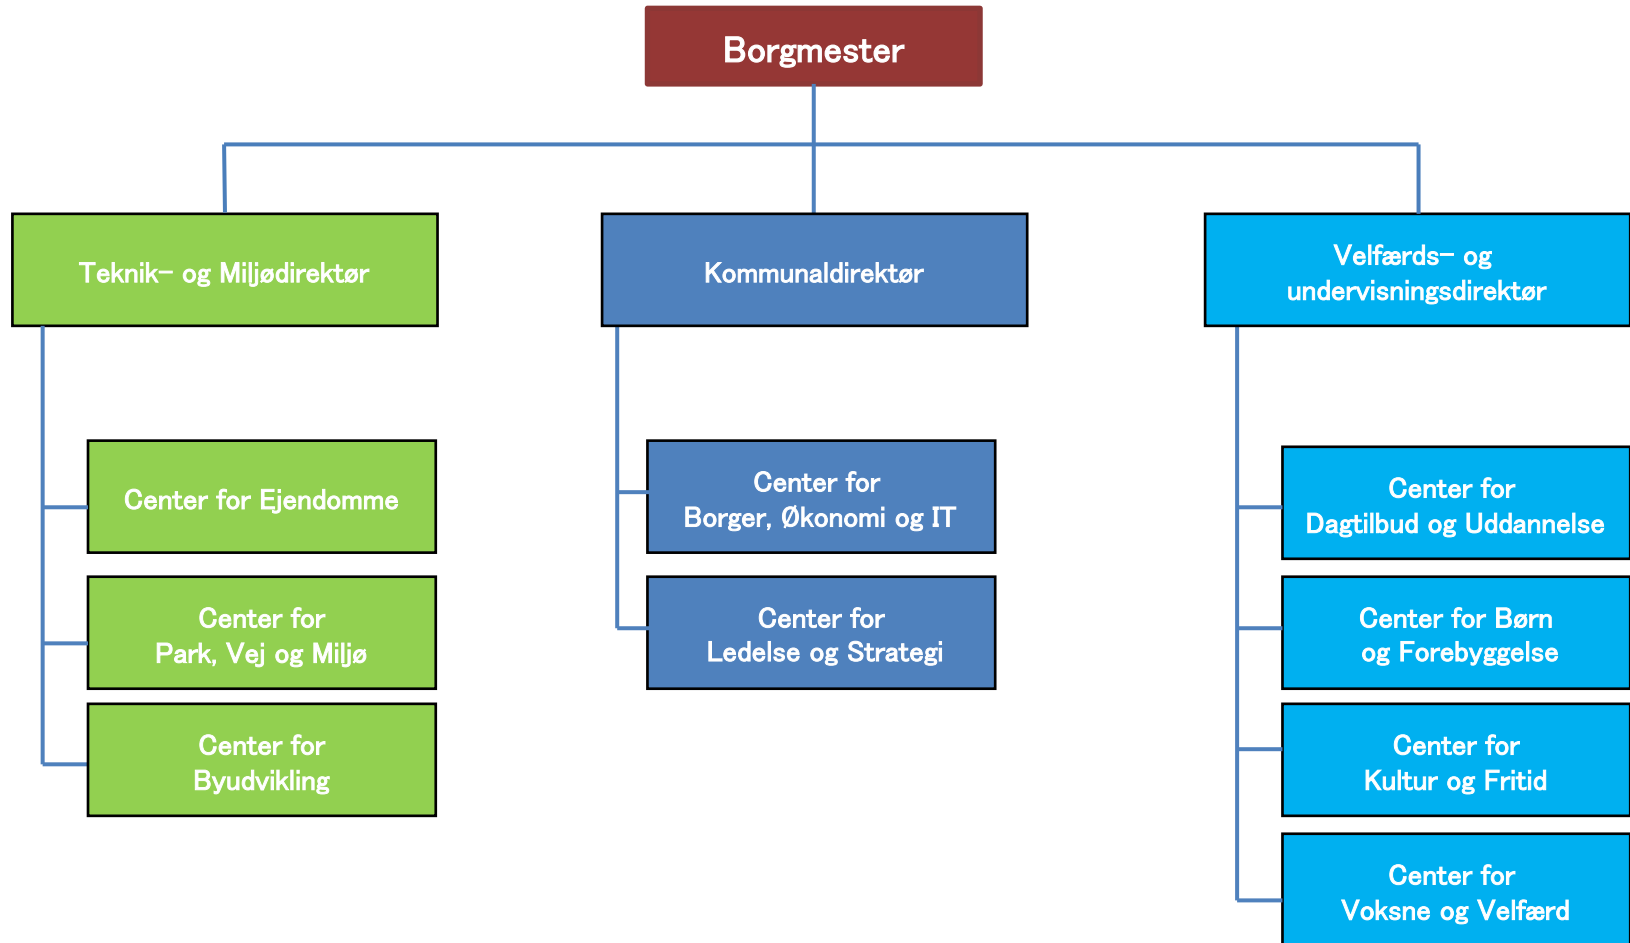 Borgmester
Teknik- og Miljødirektør
Kommunaldirektør
Velfærds- og
undervisningsdirektør
Center for Ejendomme
Center for
Park, Vej og Miljø
Center for
Byudvikling
Center for
Borger, Økonomi og IT
Center for
Ledelse og Strategi
Center for
Dagtilbud og Uddannelse
Center for Børn
og Forebyggelse
Center for
Kultur og Fritid
Center for
Voksne og Velfærd